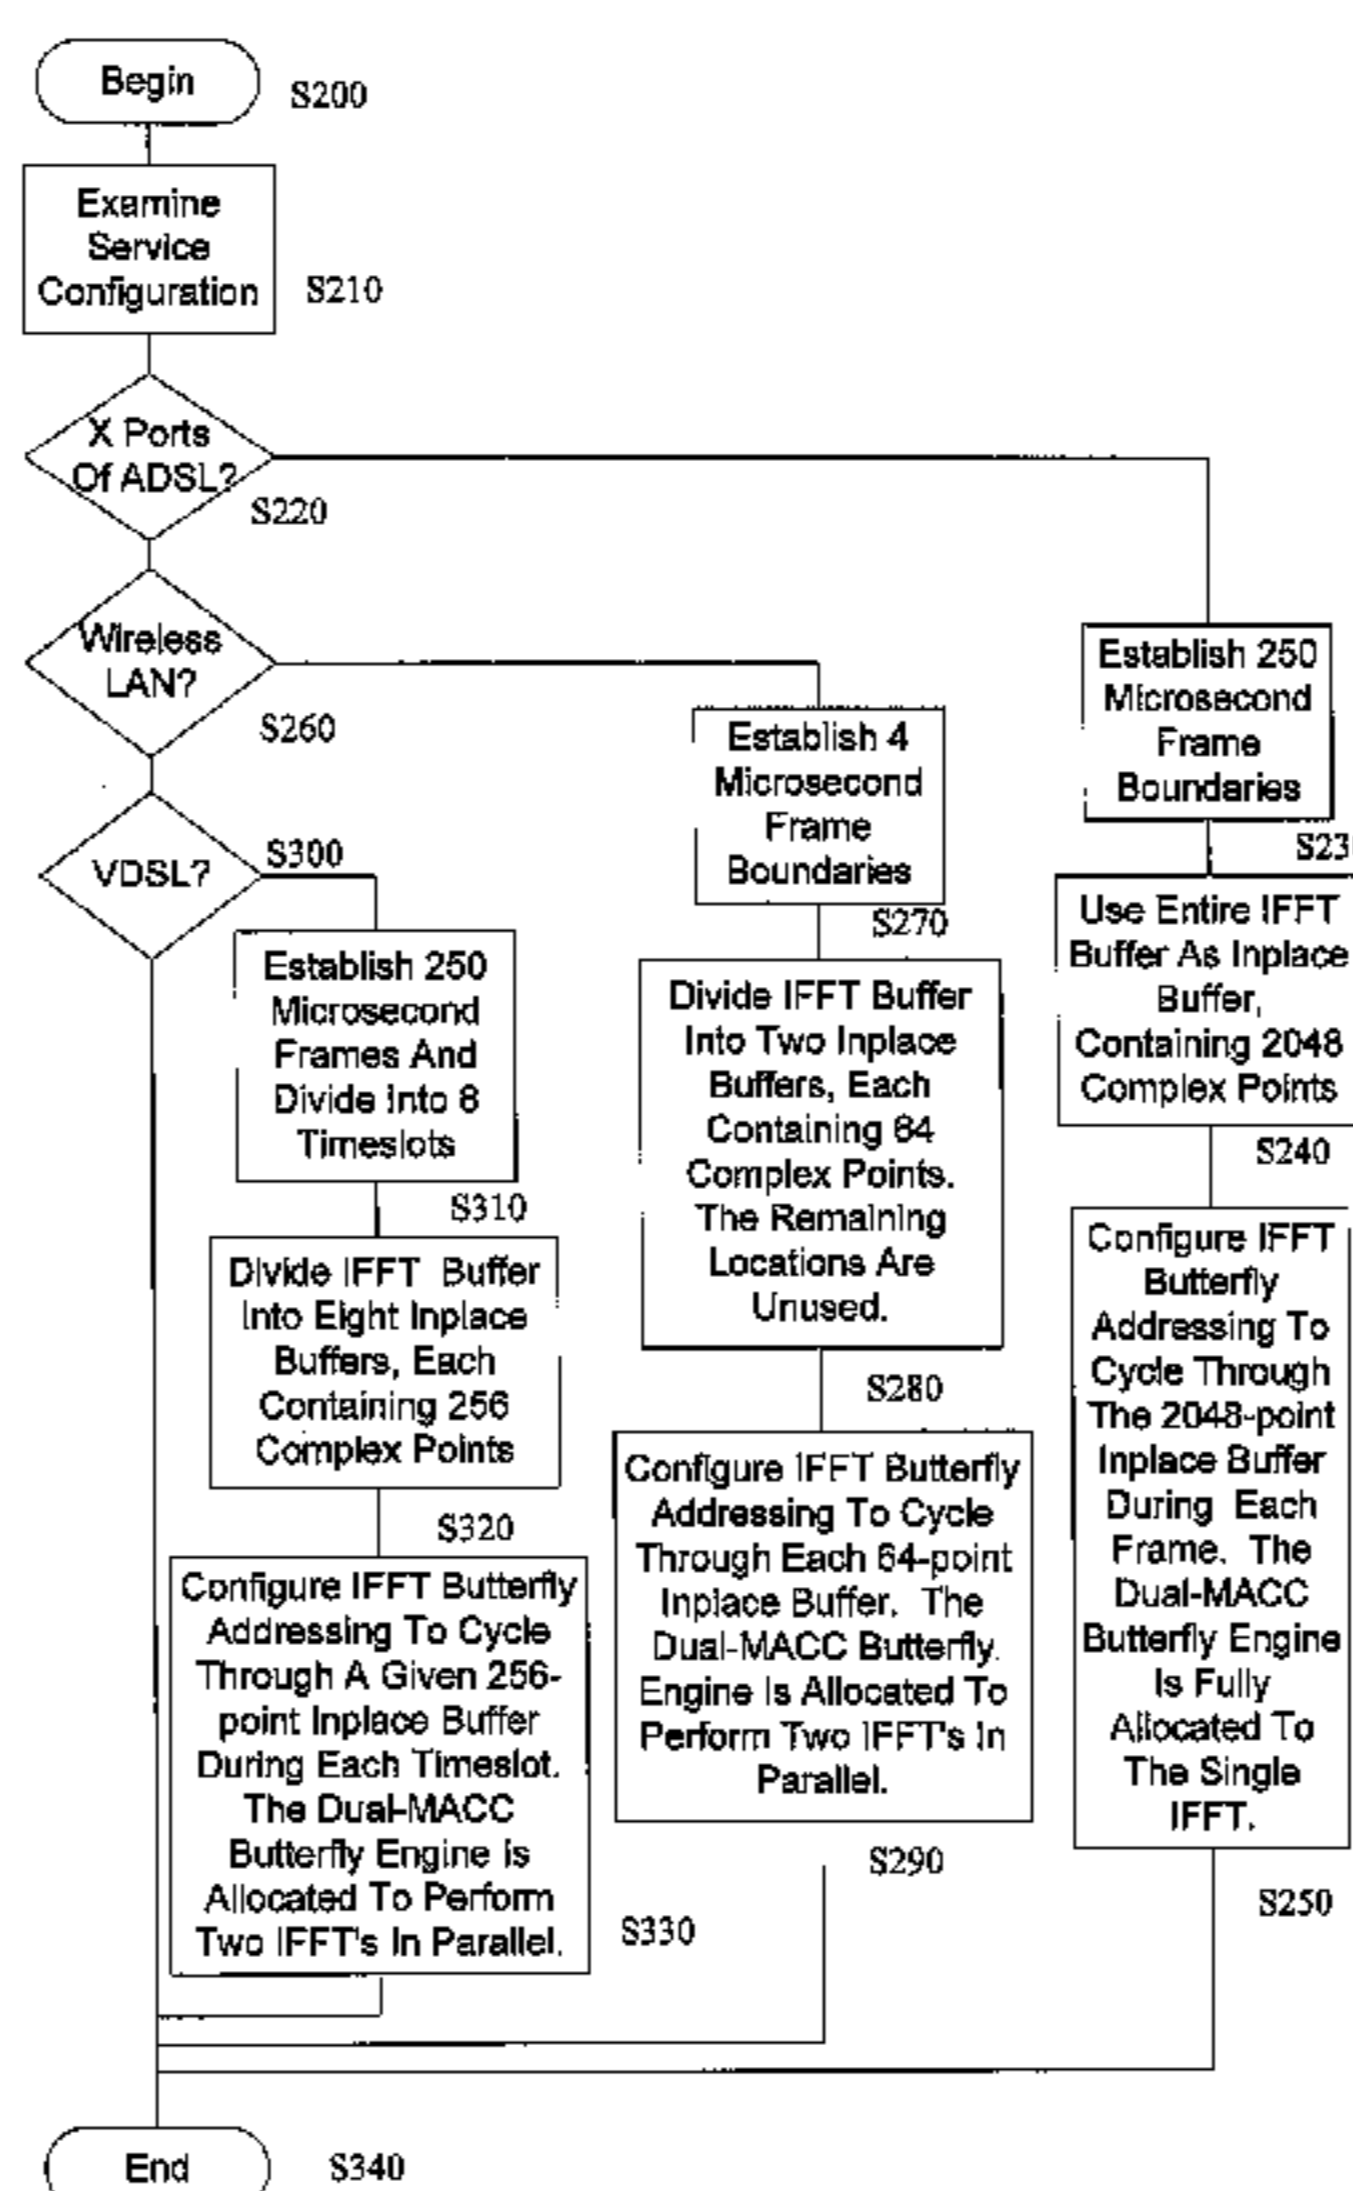 Begin
S200
Examine
Service
Configuration
S210
X Ports
Of ADSL?
S220
Wireless
LAN?
S260
VDSL?
S300
Establish 250
Microsecond
Frames And
Divide Into 8
Timeslots
S310
Divide IFFT Buffer
Into Eight Inplace
Buffers, Each
Containing 256
Complex Points
S320
Configure IFFT Butterfly
Addressing To Cycle
Through A Given 256-
point Inplace Buffer
During Each Timeslot.
The Dual-MACC
Butterfly Engine Is
Allocated To Perform
Two IFFT's In Parallel.
S330
Establish 4
Microsecond
Frame
Boundaries
S270
Divide IFFT Buffer
Into Two Inplace
Buffers, Each
Containing 64
Complex Points.
The Remaining
Locations Are
Unused.
S280
Configure IFFT Butterfly
Addressing To Cycle
Through Each 64-point
Inplace Buffer. The
Dual-MACC Butterfly.
Engine Is Allocated To
Perform Two IFFT's In
Parallel.
S290
Establish 250
Microsecond
Frame
Boundaries
Use Entire IFFT
Buffer As Inplace
Buffer,
Containing 2048
Complex Points
S240
Configure IFFT
Butterfly
Addressing To
Cycle Through
The 2048-point
Inplace Buffer
During Each
Frame. The
Dual-MACC
Butterfly Engine
Is Fully
Allocated To
The Single
IFFT.
S250
End
S340